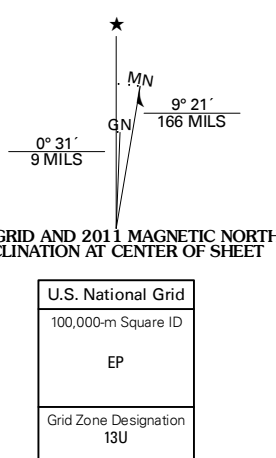 ★
MN
GN
9° 21´
166 MILS
0° 31´
9 MILS
GRID AND 2011 MAGNETIC NORTH
CLINATION AT CENTER OF SHEET
U.S. National Grid
100,000-m Square ID
EP
Grid Zone Designation
13U